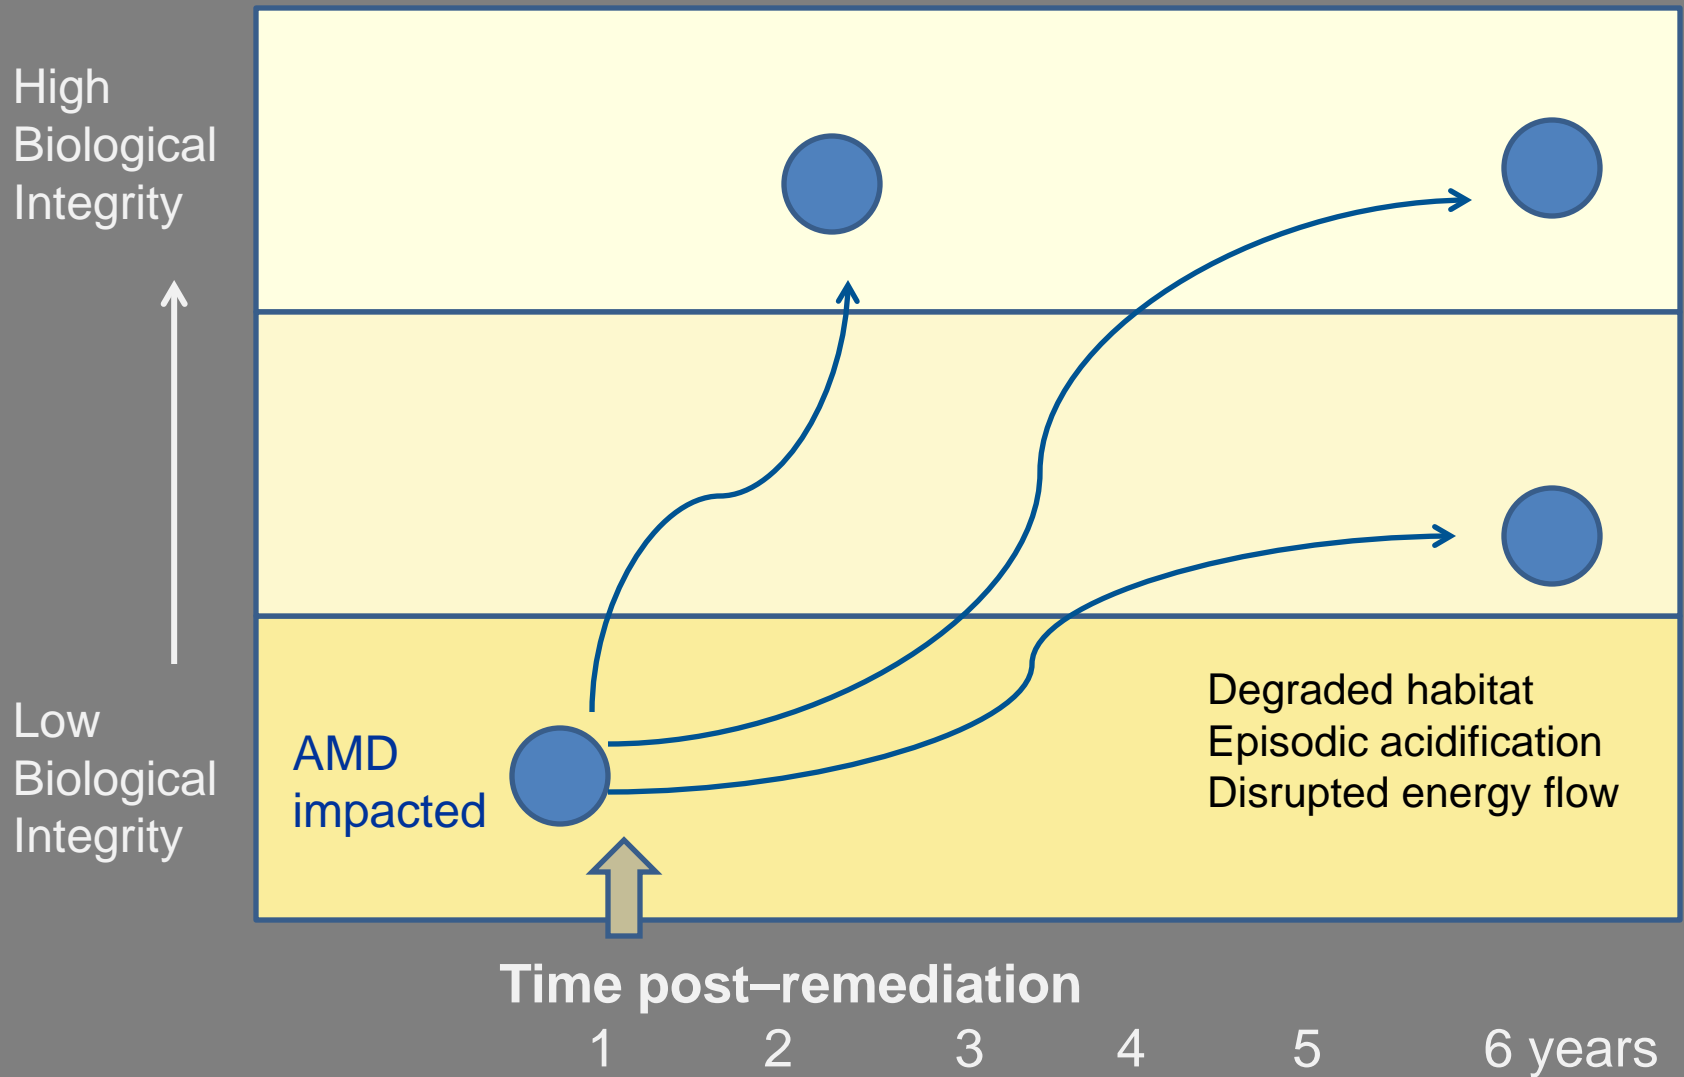 High
Biological
Integrity
Low
Biological
Integrity
AMD
impacted
Degraded habitat
Episodic acidification
Disrupted energy flow
Time post–remediation
1 2 3 4 5 6 years